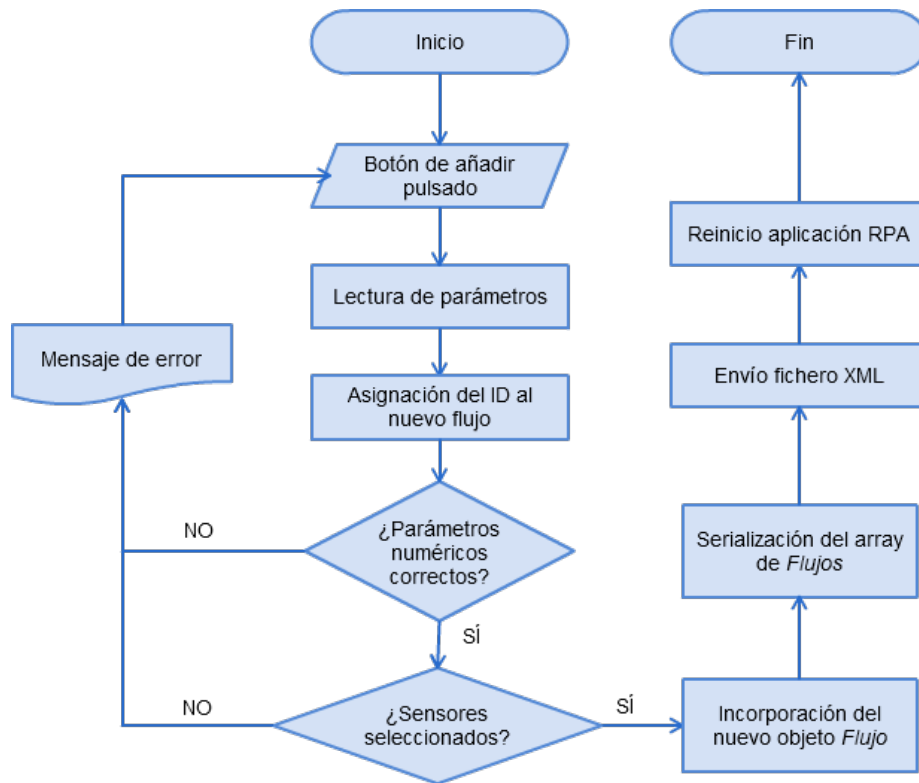 Inicio
Fin
Botón de añadir
pulsado
Reinicio aplicación RPA
Lectura de parámetros
Mensaje de error
Envío fichero XML
Asignación del ID al
nuevo flujo
NO
¿Parámetros
numéricos
correctos?
Serialización del array
de Flujos
SÍ
NO
¿Sensores
seleccionados?
SÍ
Incorporación del
nuevo objeto Flujo